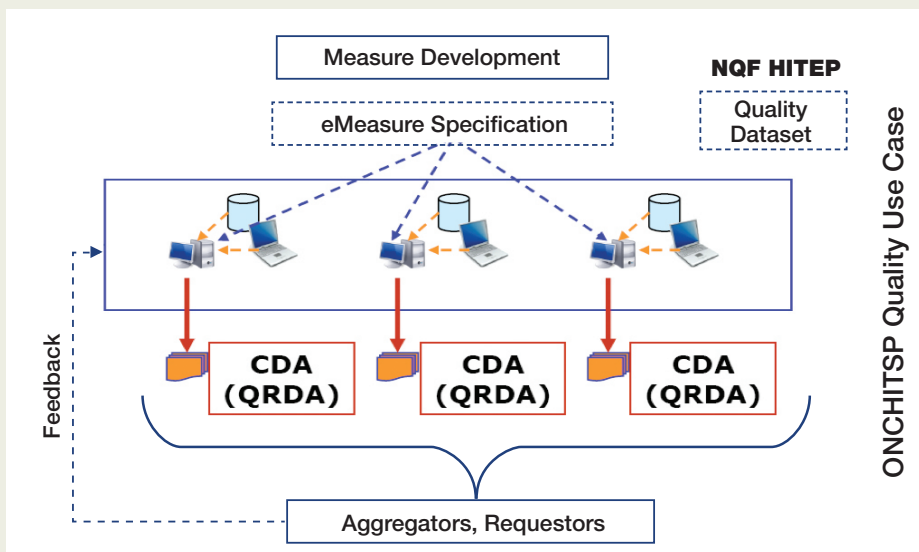 Measure Development
NQF HITEP
eMeasure Specification
Quality
Dataset
ONCHITSP Quality Use Case
Feedback
CDA
(QRDA)
CDA
(QRDA)
CDA
(QRDA)
Aggregators, Requestors